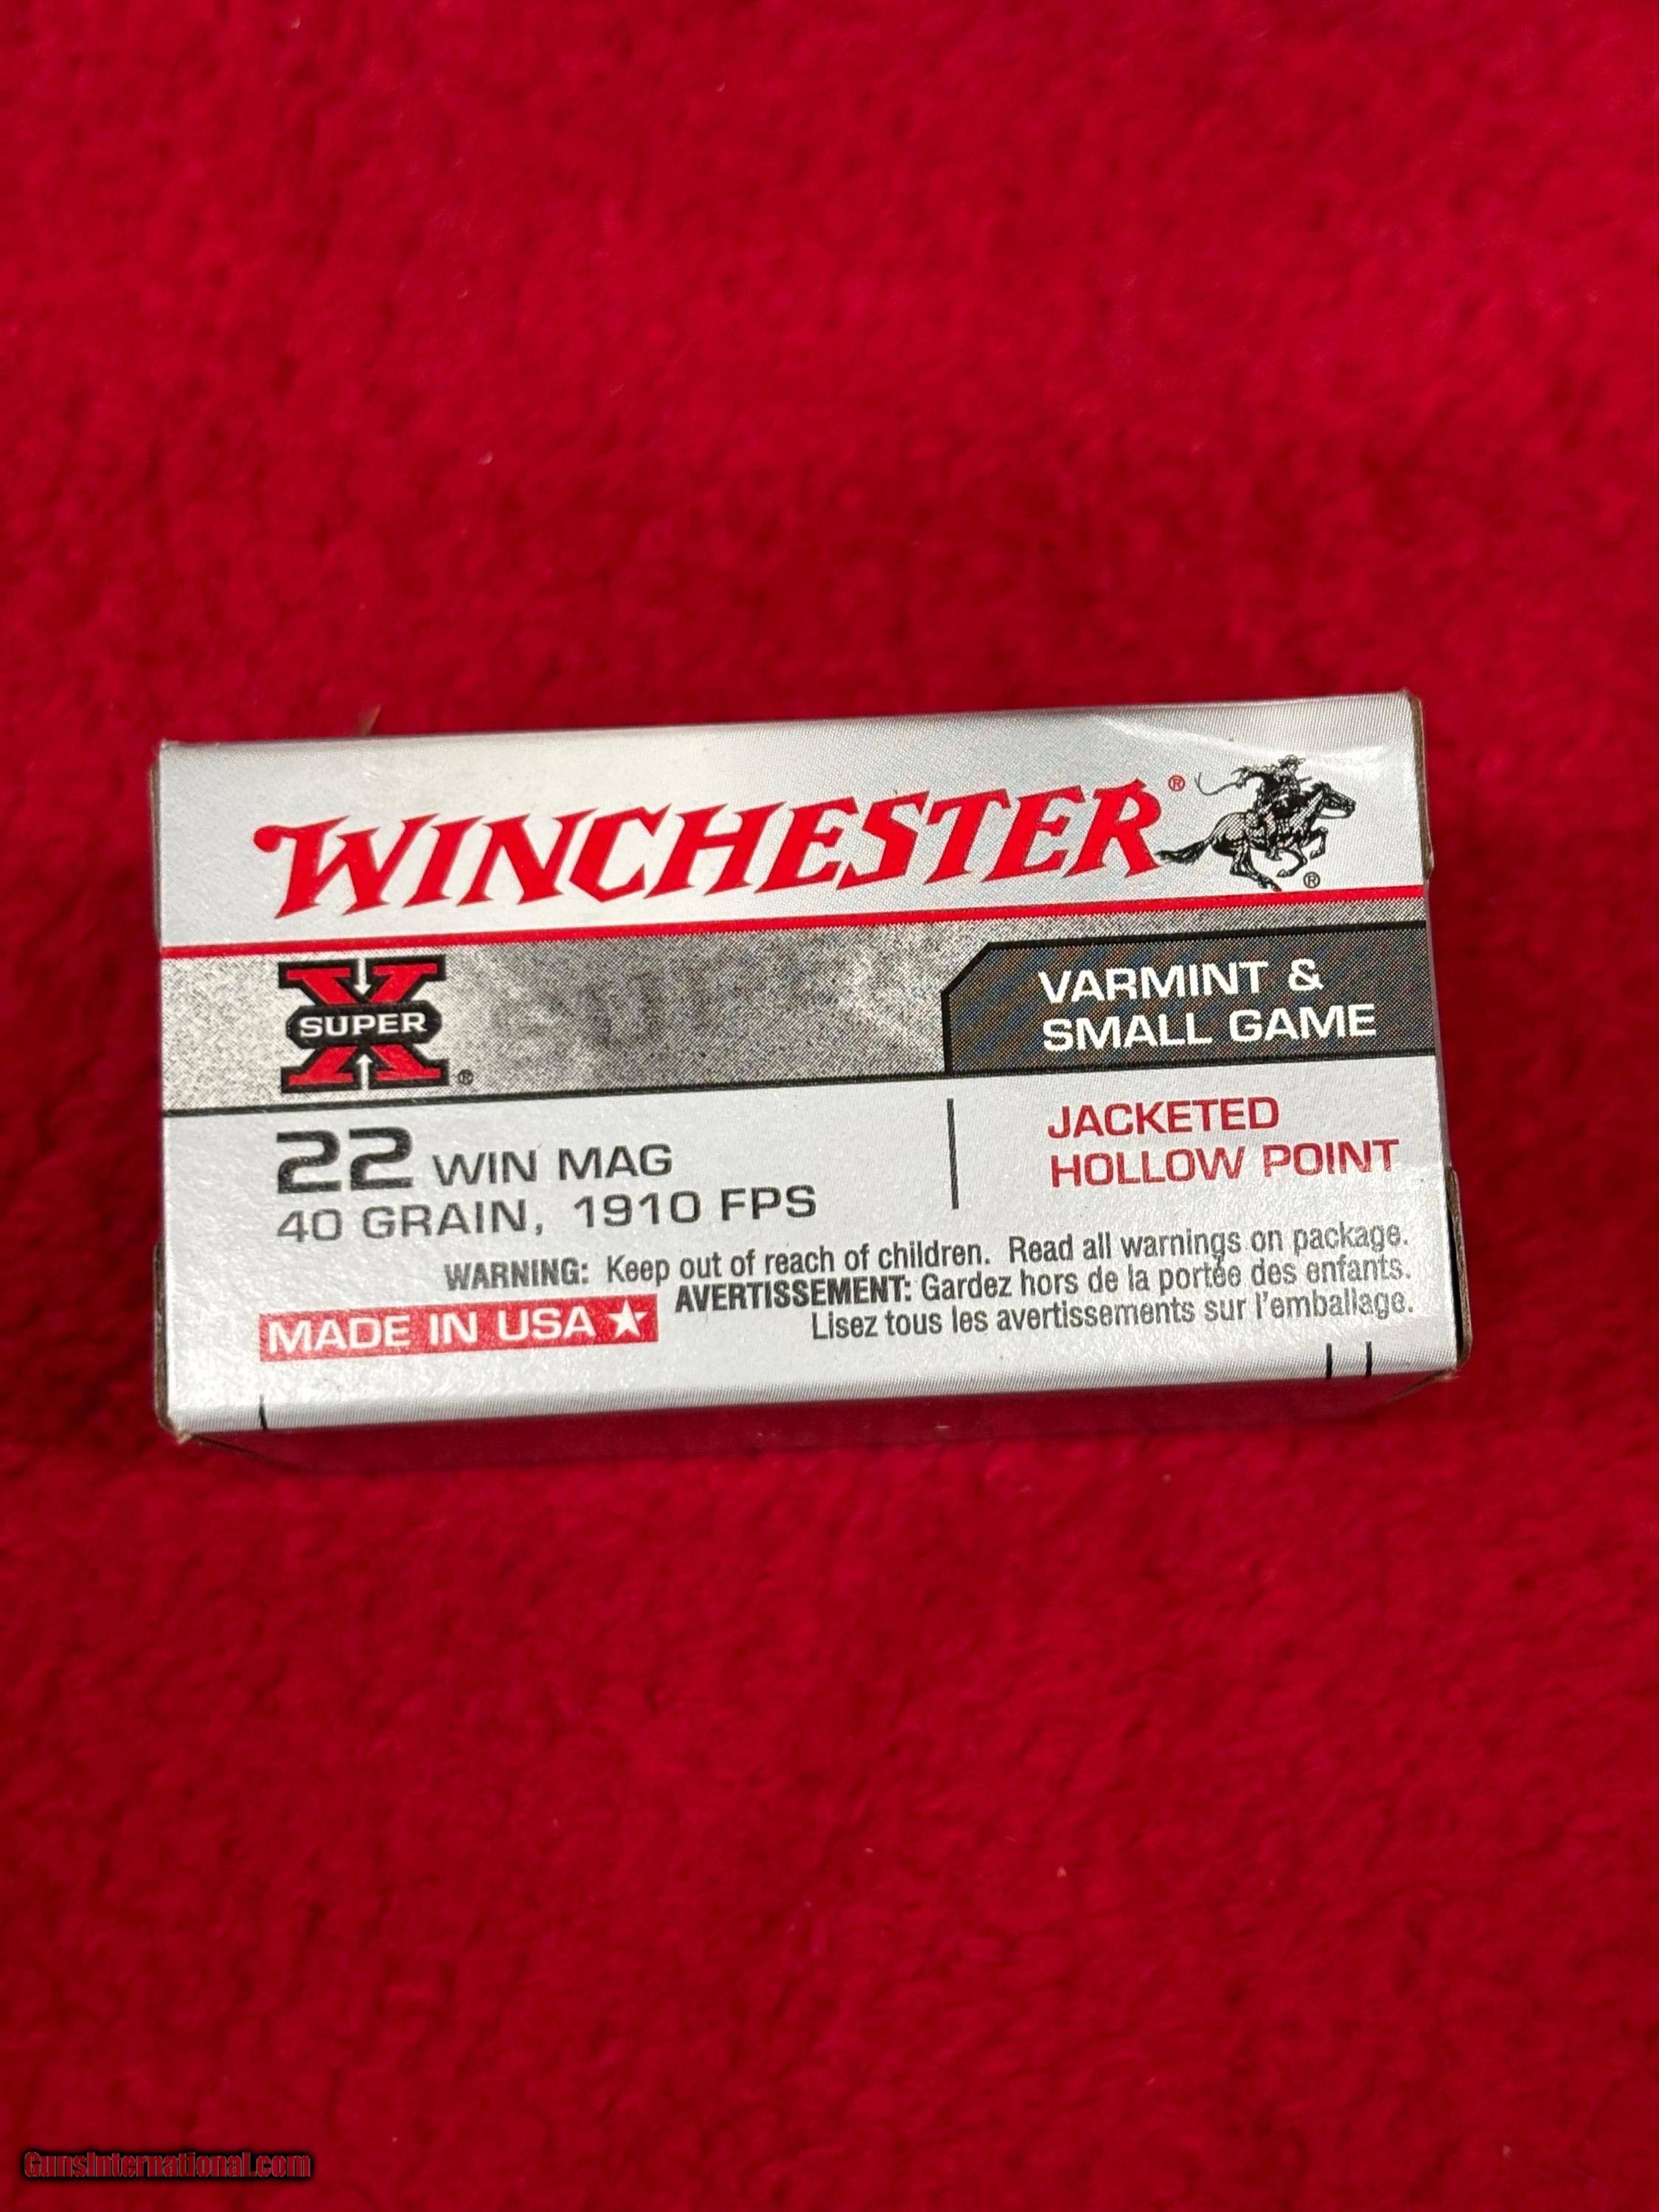 WINCHESTER®
®
SUPER X®
VARMINT &
SMALL GAME
22 WIN MAG
40 GRAIN, 1910 FPS
JACKETED
HOLLOW POINT
WARNING: Keep out of reach of children. Read all warnings on package.
AVERTISSEMENT: Gardez hors de la portée des enfants.
Lisez tous les avertissements sur l'emballage.
MADE IN USA
GunsInternational.com